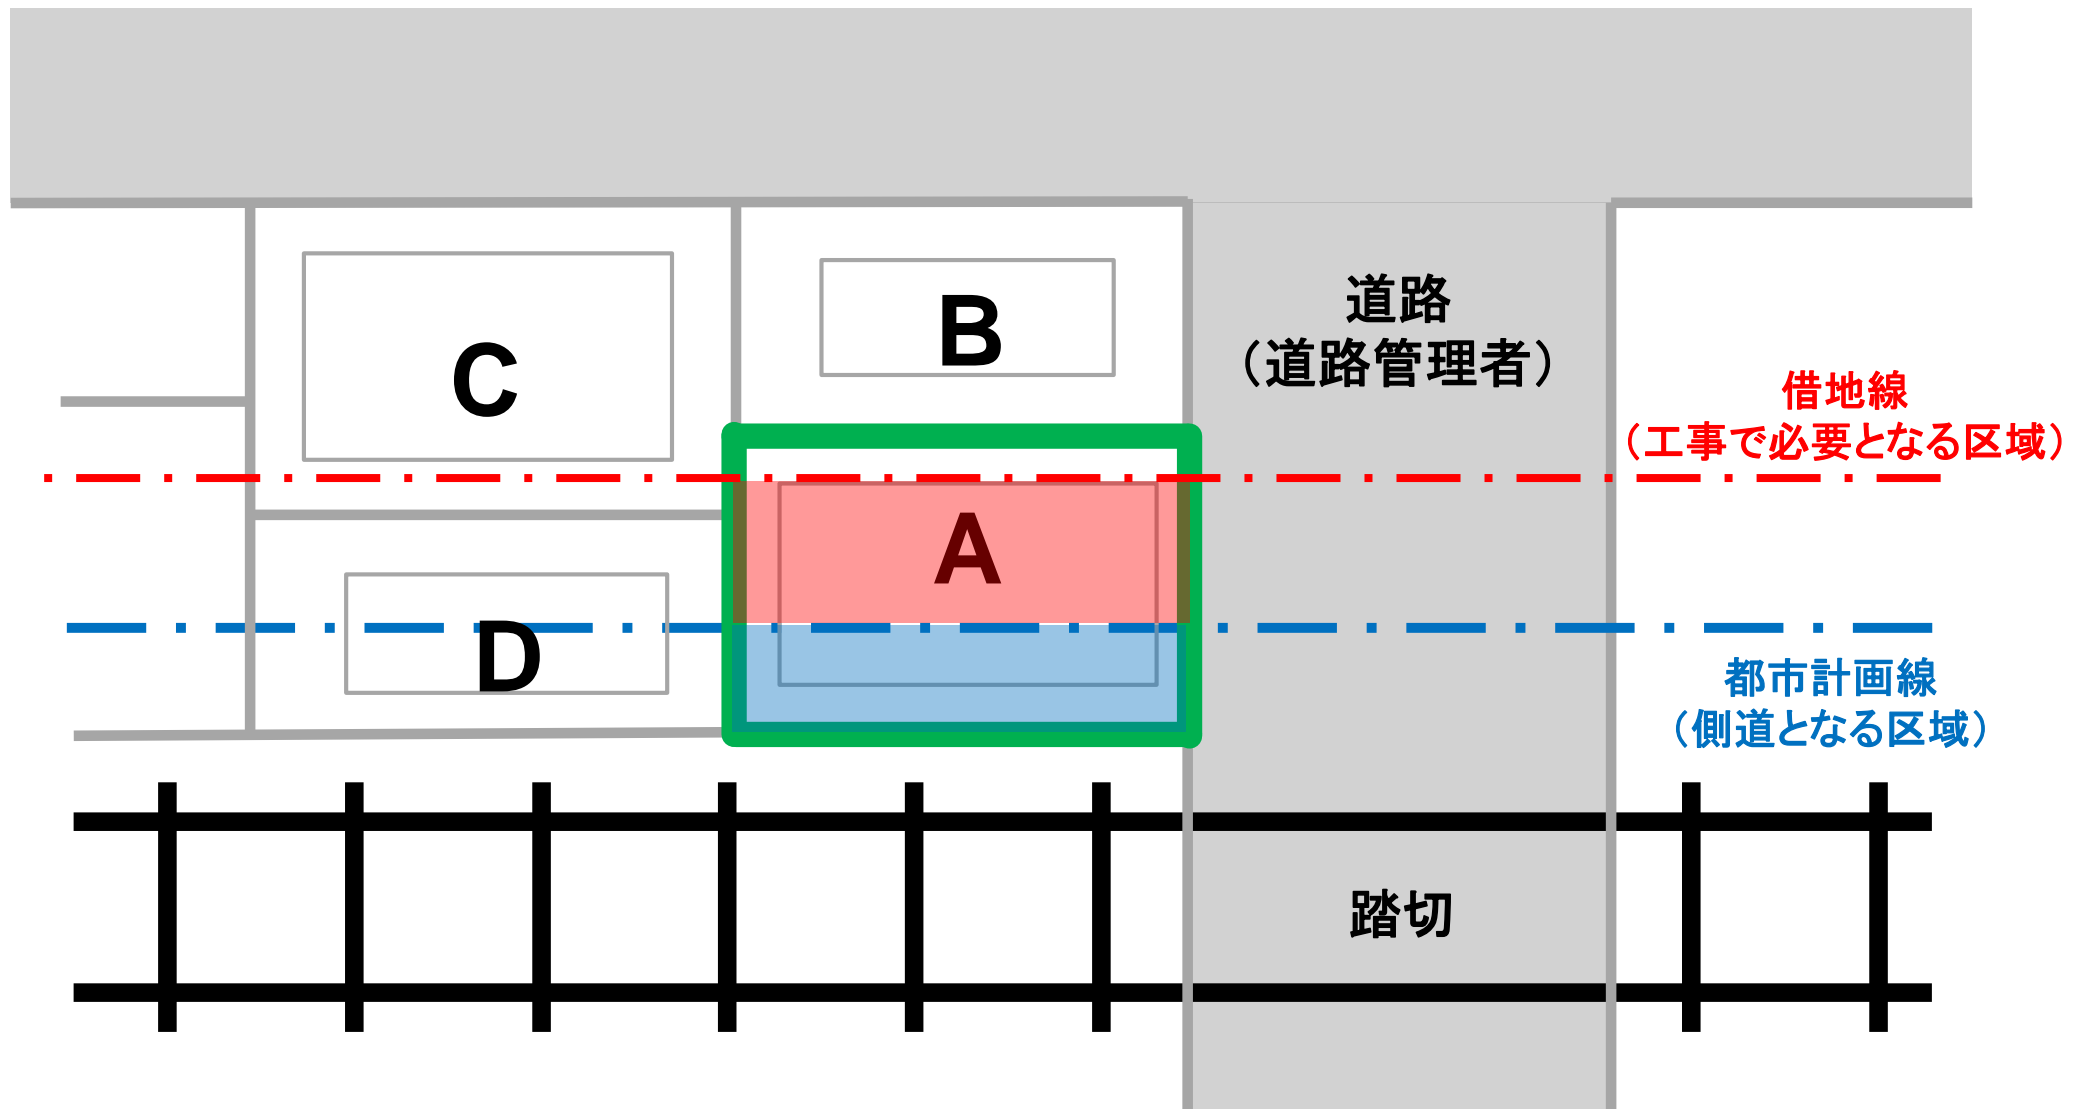 道路
（道路管理者）
B
C
借地線
（工事で必要となる区域）
A
D
都市計画線
（側道となる区域）
踏切